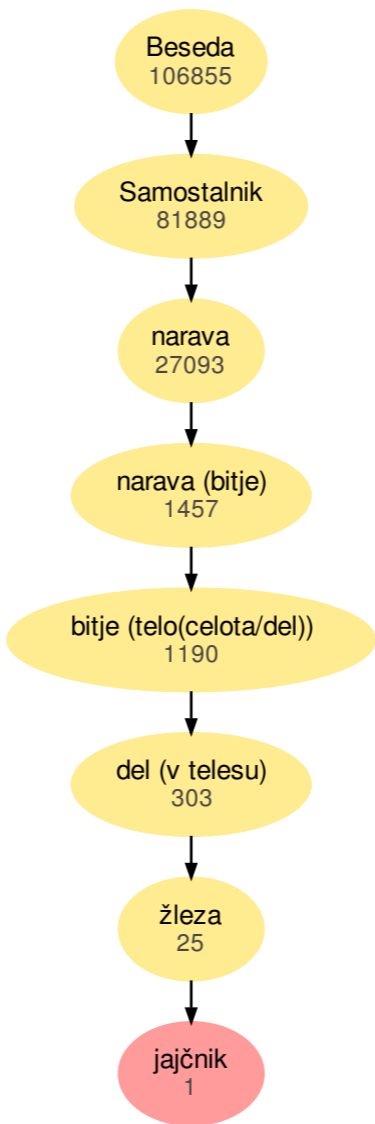 Beseda
106855
Samostalnik
81889
narava
27093
narava (bitje)
1457
bitje (telo(celota/del))
1190
del (v telesu)
303
žleza
25
jajčnik
1